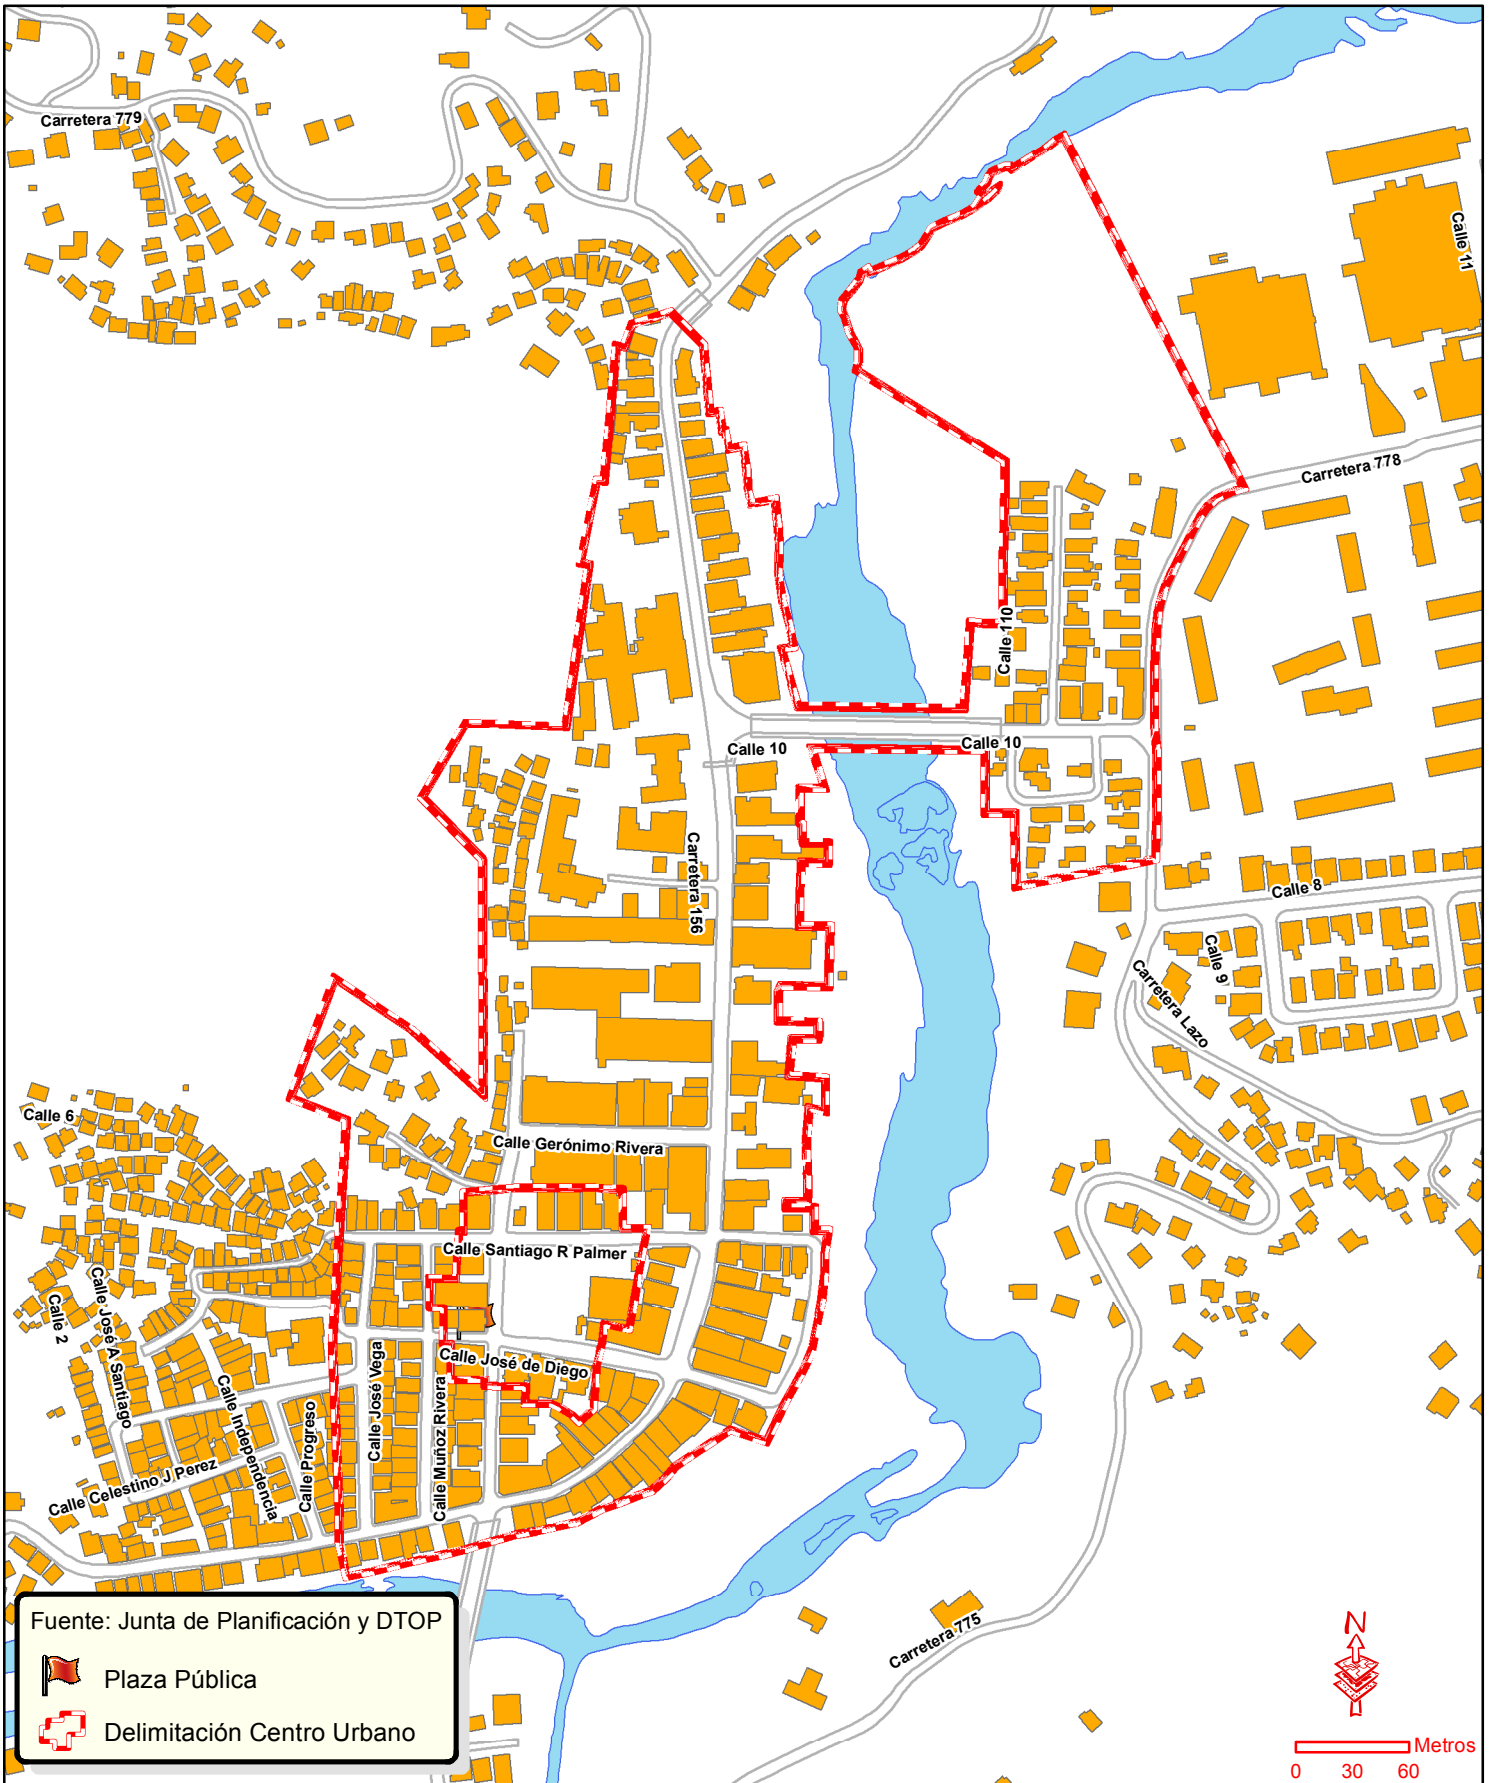 Carretera 779
Calle 11
Carretera 778
Calle 110
Calle 10
Calle 10
Carretera 156
Calle 8
Calle 9
Carretera Lazo
Calle 6
Calle Gerónimo Rivera
Calle Santiago R Palmer
Calle 2
Calle José A Santiago
Calle José de Diego
Calle José Vega
Calle Muñoz Rivera
Calle Independencia
Calle Progreso
Calle Celestino J Perez
Carretera 775
Fuente: Junta de Planificación y DTOP
Plaza Pública
Delimitación Centro Urbano
N
Metros
0 30 60